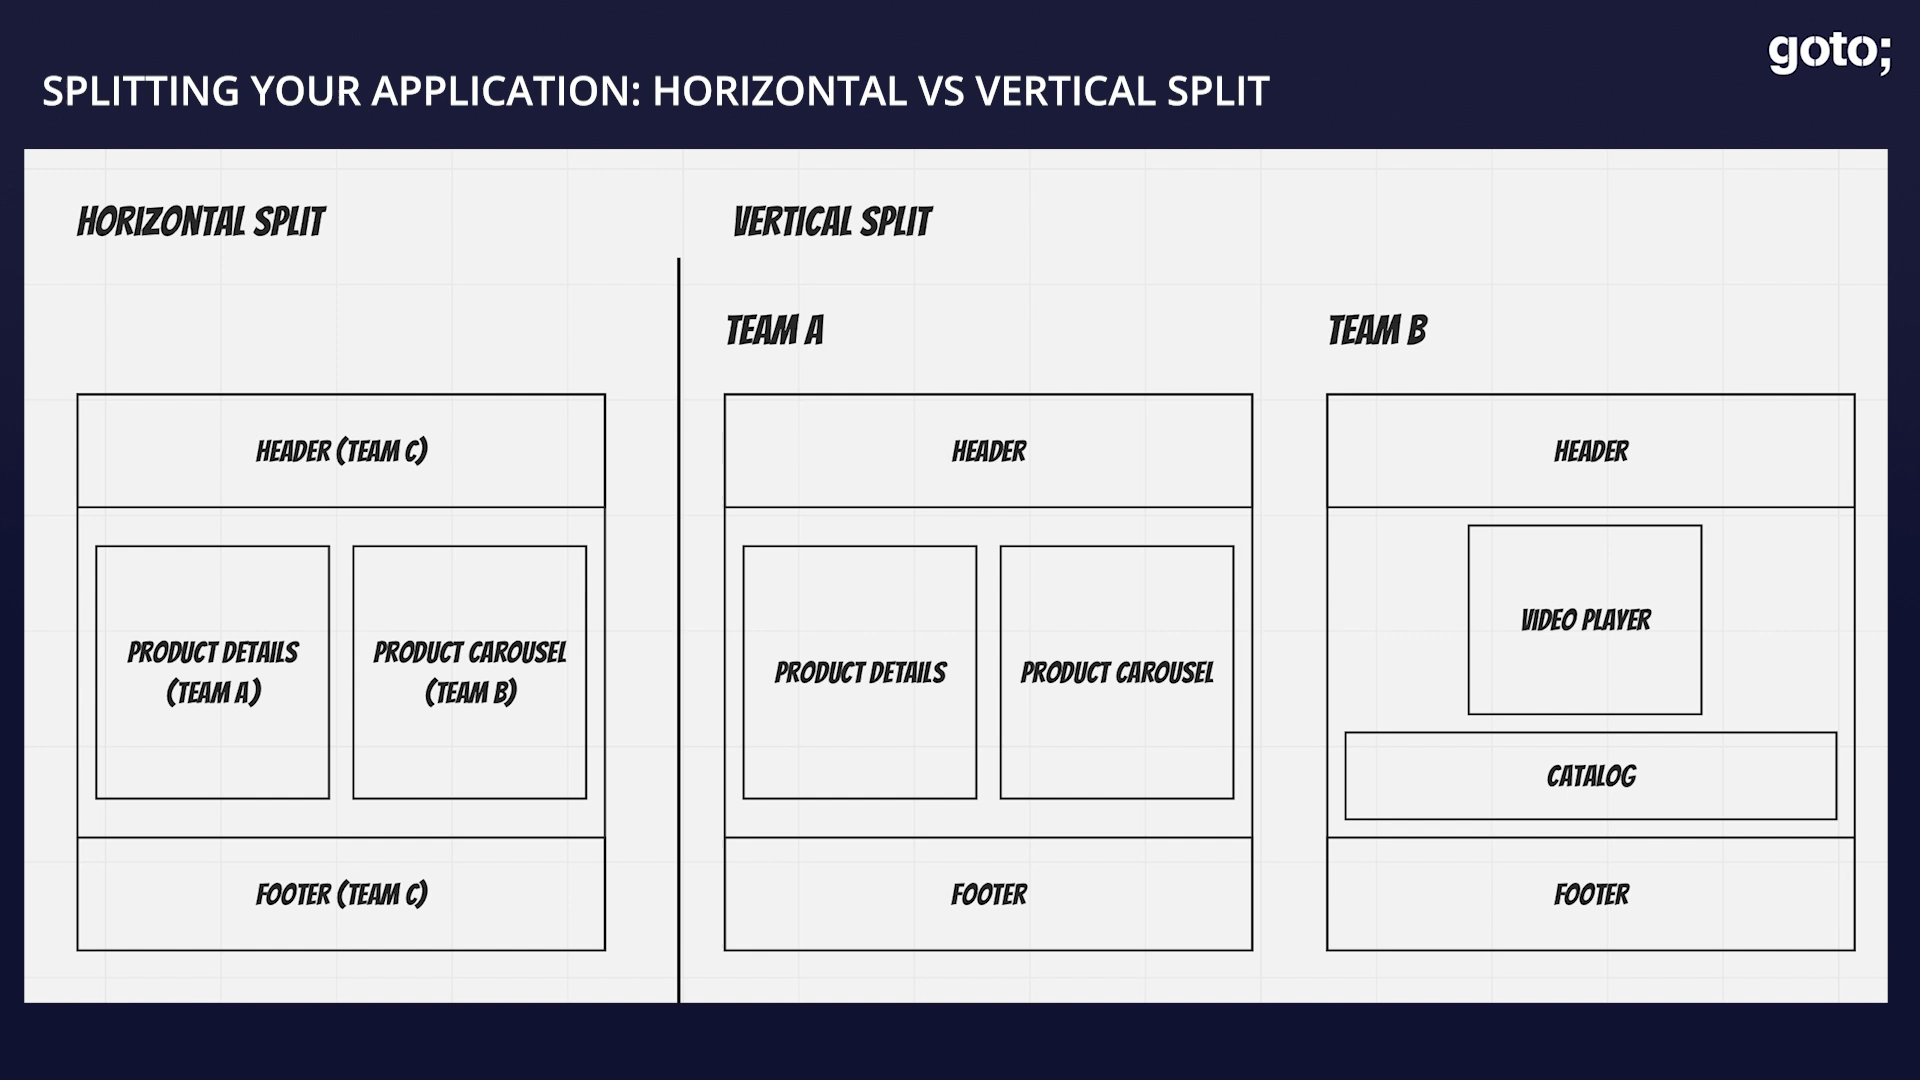 goto;
SPLITTING YOUR APPLICATION: HORIZONTAL VS VERTICAL SPLIT
HORIZONTAL SPLIT
HEADER (TEAM C)
PRODUCT DETAILS
(TEAM A)
PRODUCT CAROUSEL
(TEAM B)
FOOTER (TEAM C)
VERTICAL SPLIT
TEAM A
HEADER
PRODUCT DETAILS
PRODUCT CAROUSEL
FOOTER
TEAM B
HEADER
VIDEO PLAYER
CATALOG
FOOTER